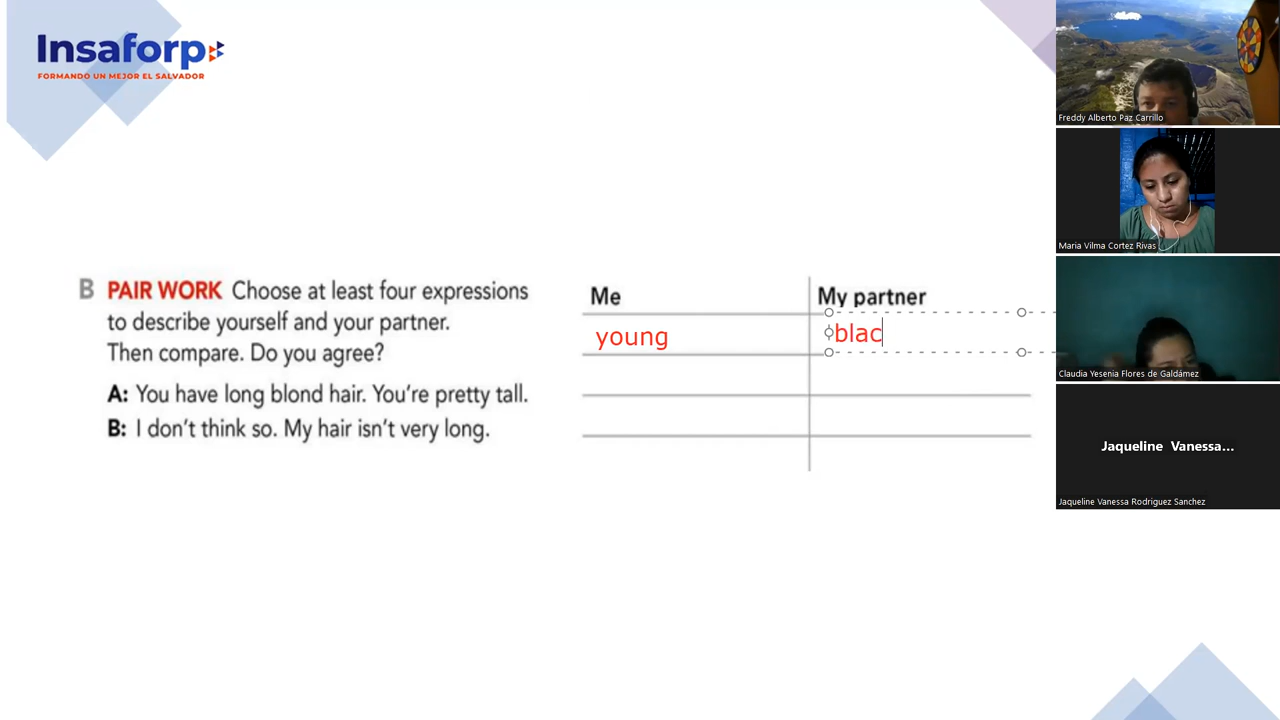 Insaforp
FORMANDO UN MEJOR EL SALVADOR
B PAIR WORK Choose at least four expressions
to describe yourself and your partner.
Then compare. Do you agree?
A: You have long blond hair. You're pretty tall.
B: I don't think so. My hair isn't very long.
Me
My partner
young
blac
Freddy Alberto Paz Carrillo
Maria Vilma Cortez Rivas
Claudia Yesenia Flores de Galdámez
Jaqueline Vanessa...
Jaqueline Vanessa Rodriguez Sanchez